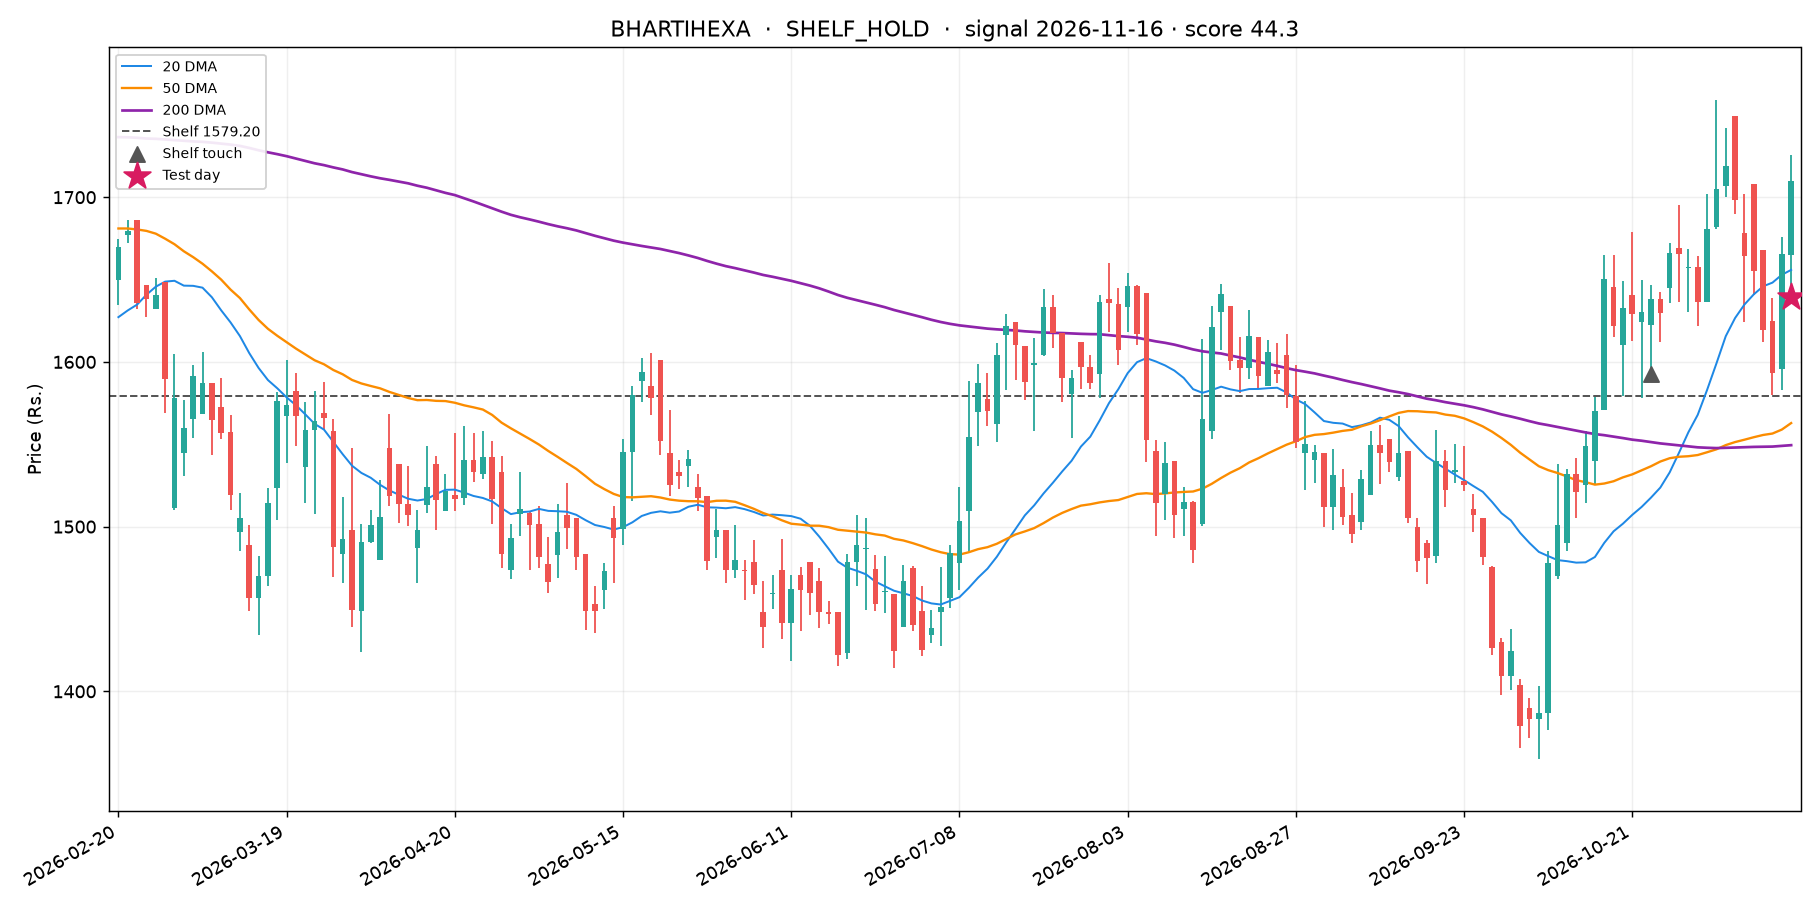 BHARTIHEXA · SHELF_HOLD · signal 2026-11-16 · score 44.3
20 DMA
50 DMA
200 DMA
Shelf 1579.20
Shelf touch
Test day
Price (Rs.)
1700
1600
1500
1400
2026-02-20
2026-03-19
2026-04-20
2026-05-15
2026-06-11
2026-07-08
2026-08-03
2026-08-27
2026-09-23
2026-10-21